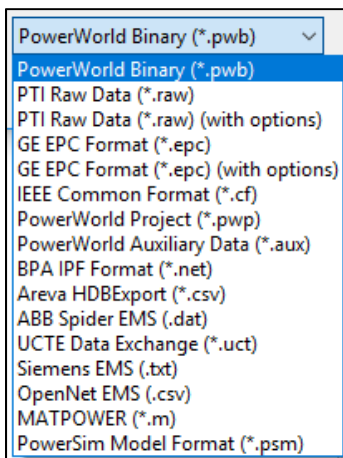 PowerWorld Binary (*.pwb)
PowerWorld Binary (*.pwb)
PTI Raw Data (*.raw)
PTI Raw Data (*.raw) (with options)
GE EPC Format (*.epc)
GE EPC Format (*.epc) (with options)
IEEE Common Format (*.cf)
PowerWorld Project (*.pwp)
PowerWorld Auxiliary Data (*.aux)
BPA IPF Format (*.net)
Areva HDBExport (*.csv)
ABB Spider EMS (.dat)
UCTE Data Exchange (*.uct)
Siemens EMS (.txt)
OpenNet EMS (.csv)
MATPOWER (*.m)
PowerSim Model Format (*.psm)